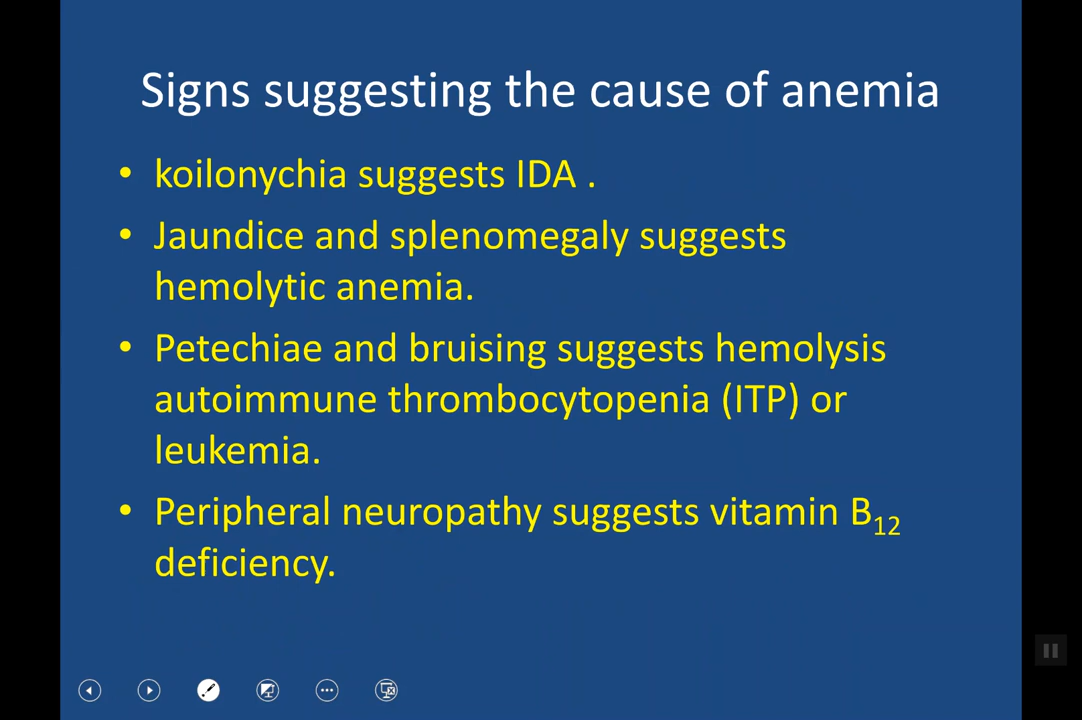 Signs suggesting the cause of anemia
• koilonychia suggests IDA .
• Jaundice and splenomegaly suggests
hemolytic anemia.
• Petechiae and bruising suggests hemolysis
autoimmune thrombocytopenia (ITP) or
leukemia.
• Peripheral neuropathy suggests vitamin B₁₂
deficiency.